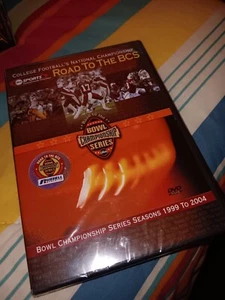 COLLEGE FOOTBALL'S NATIONAL CHAMPIONSHIP
ROAD TO THE BCS
SPORTS
BOWL
CHAMPIONSHIP
SERIES
DVD
BOWL CHAMPIONSHIP SERIES SEASONS 1999 TO 2004